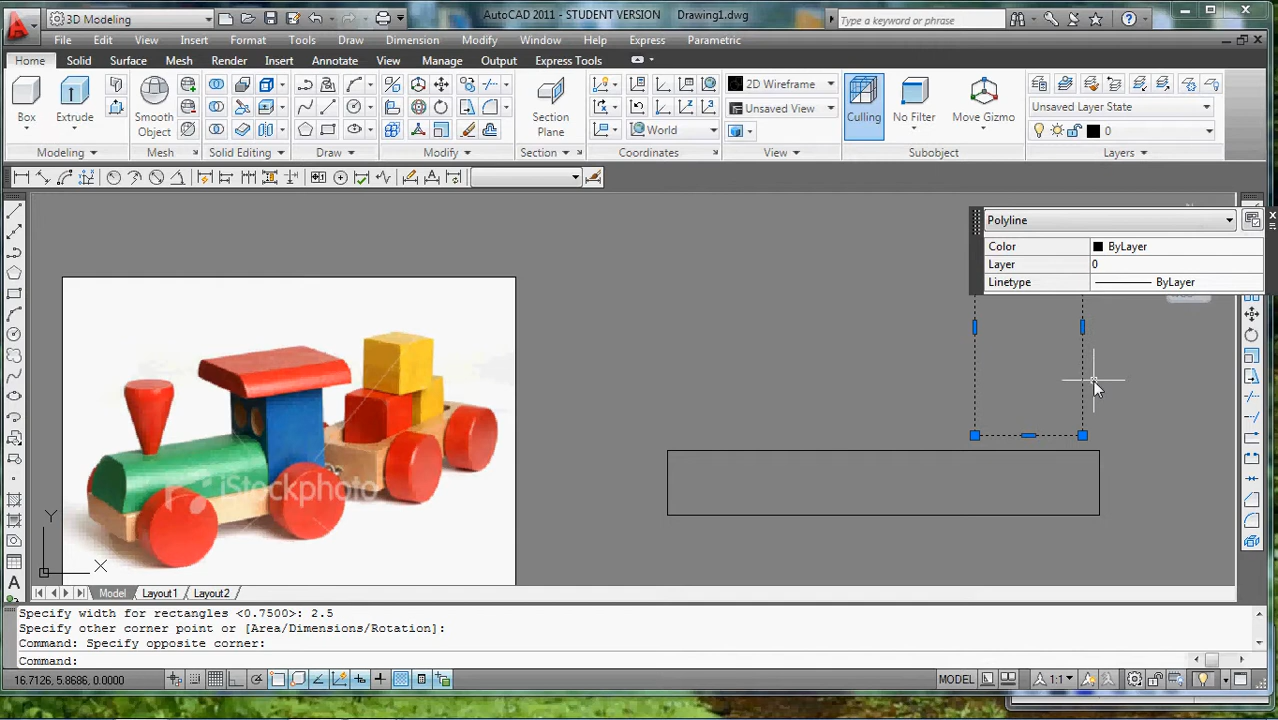 3D Modeling AutoCAD 2011 - STUDENT VERSION Drawing1.dwg Type a keyword or phrase
File Edit View Insert Format Tools Draw Dimension Modify Window Help Express Parametric
Home Solid Surface Mesh Render Insert Annotate View Manage Output Express Tools
2D Wireframe
Unsaved View
World
Unsaved Layer State
0
Box Extrude Smooth Object Section Plane Culling No Filter Move Gizmo
Modeling Mesh Solid Editing Draw Modify Section Coordinates View Subobject Layers
Polyline
Color ByLayer
Layer 0
Linetype ByLayer
iStockphoto
Y
X
Model Layout1 Layout2
Specify width for rectangles <0.7500>: 2.5
Specify other corner point or [Area/Dimensions/Rotation]:
Command: Specify opposite corner:
Command:
16.7126, 5.8686, 0.0000 MODEL 1:1